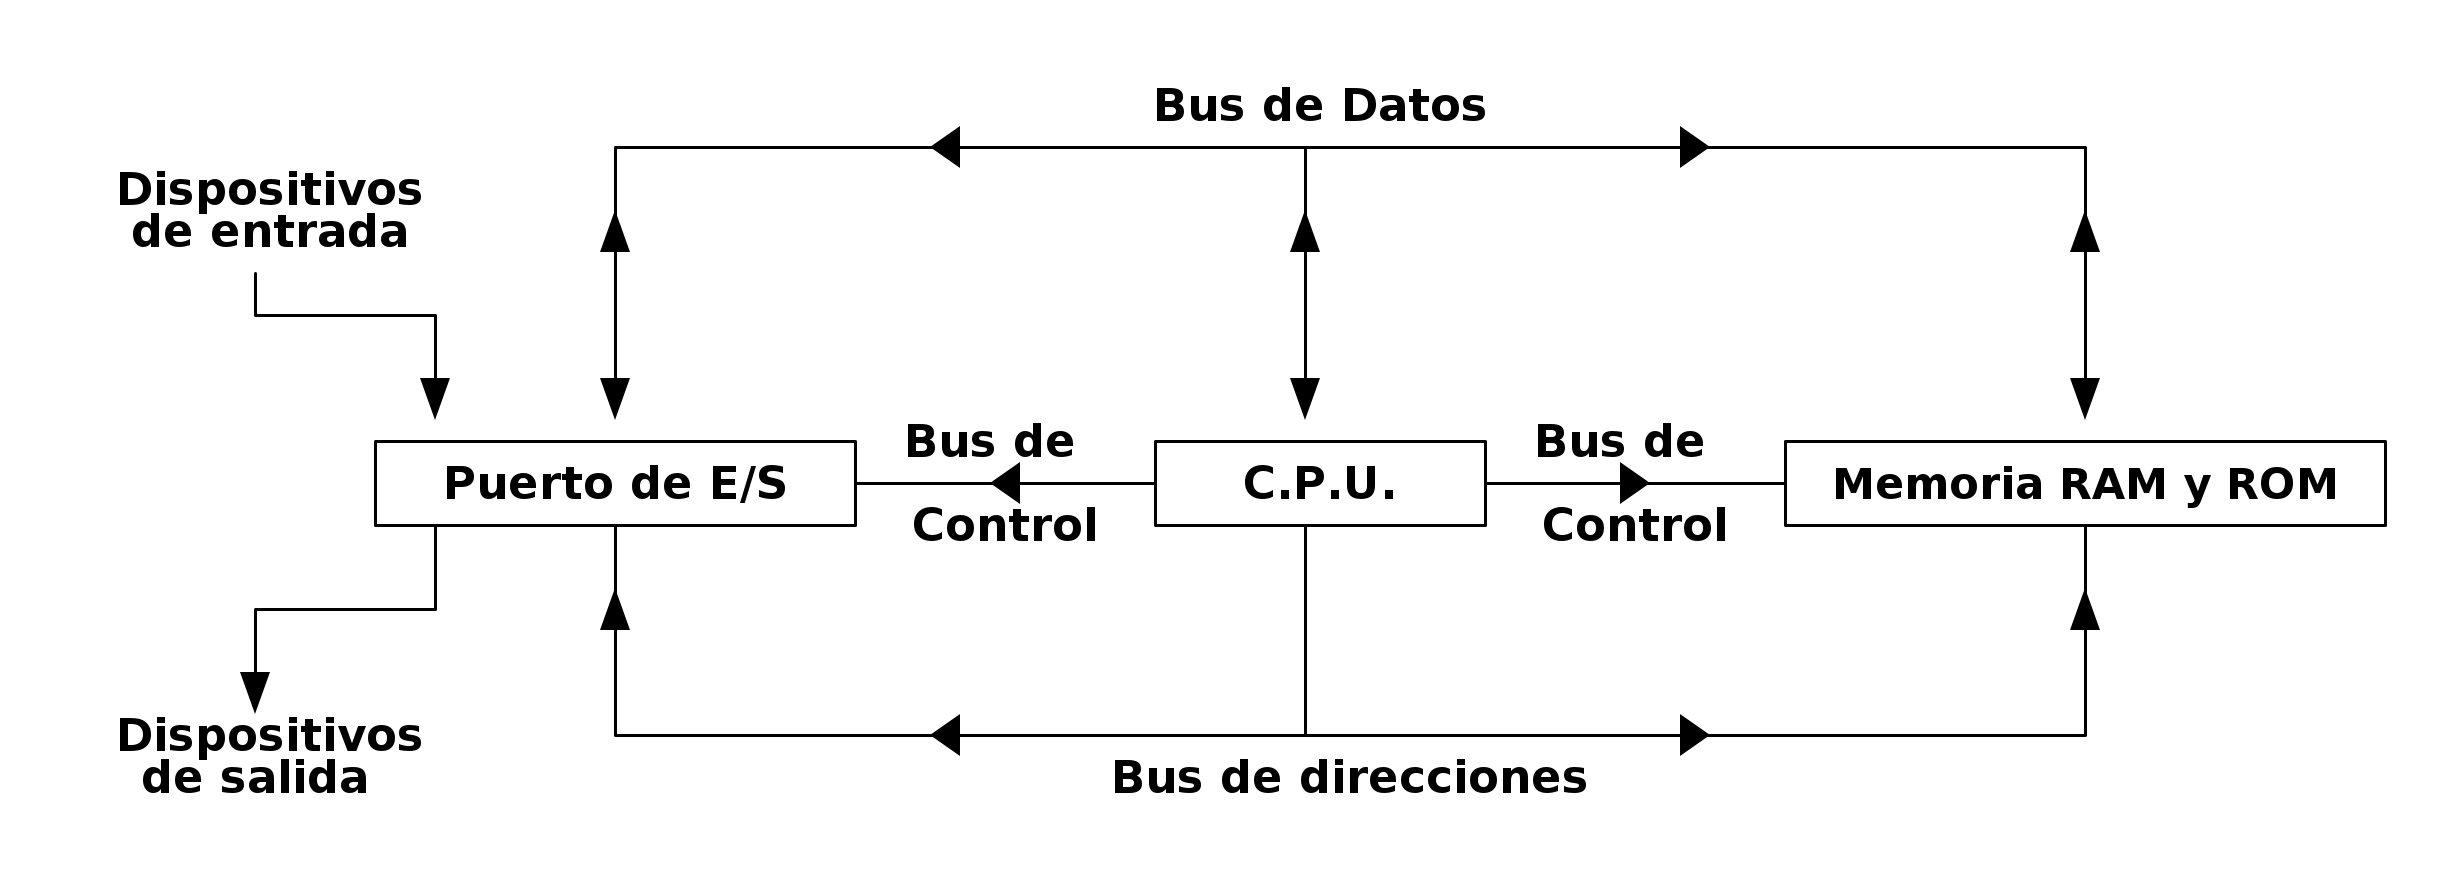 Bus de Datos
Dispositivos
de entrada
Bus de
Bus de
Puerto de E/S
C.P.U.
Memoria RAM y ROM
Control
Control
Dispositivos
de salida
Bus de direcciones